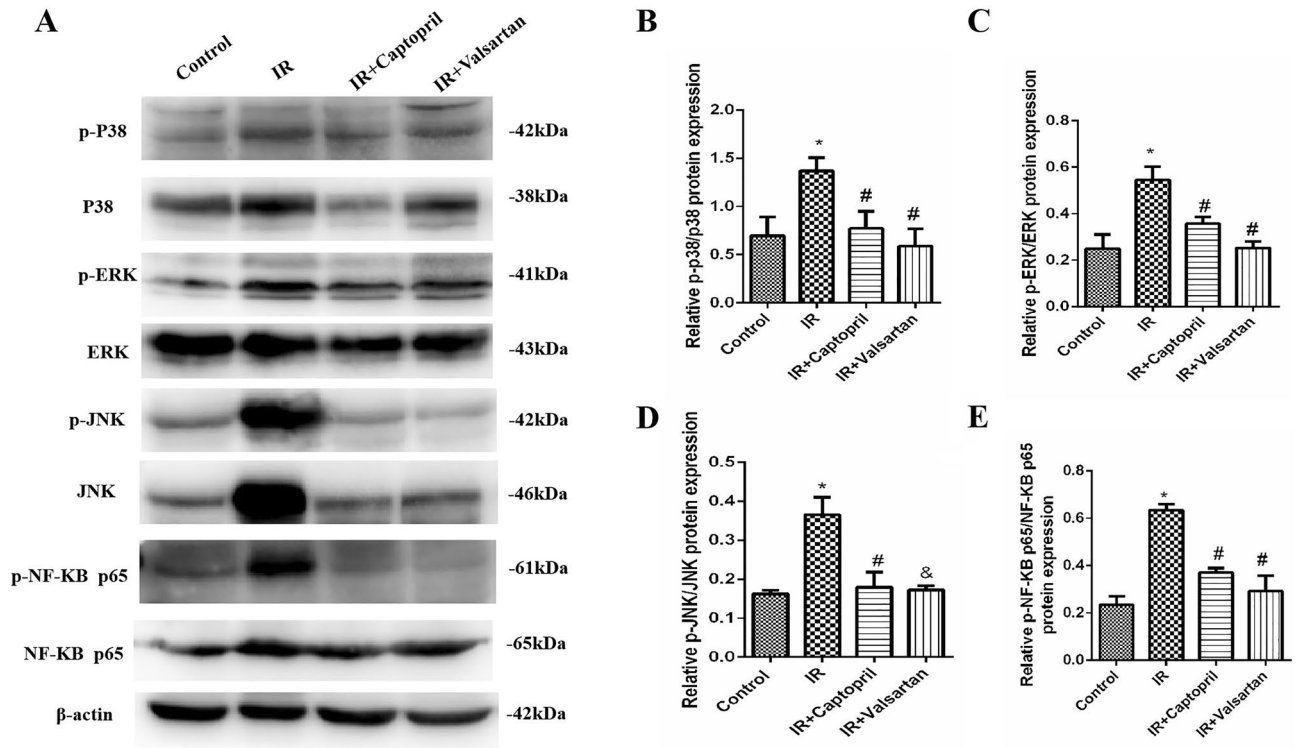 A
Control
IR
IR+Captopril
IR+Valsartan
p-P38
-42kDa
P38
-38kDa
p-ERK
-41kDa
ERK
-43kDa
p-JNK
-42kDa
JNK
-46kDa
p-NF-KB p65
-61kDa
NF-KB p65
-65kDa
β-actin
-42kDa
B
Relative p-p38/p38 protein expression
2.0
1.5
1.0
0.5
0.0
*
#
#
Control
IR
IR+Captopril
IR+Valsartan
C
Relative p-ERK/ERK protein expression
0.8
0.6
0.4
0.2
0.0
*
#
#
Control
IR
IR+Captopril
IR+Valsartan
D
Relative p-JNK/JNK protein expression
0.5
0.4
0.3
0.2
0.1
0.0
*
#
&
Control
IR
IR+Captopril
IR+Valsartan
E
Relative p-NF-KB p65/NF-KB p65
protein expression
0.8
0.6
0.4
0.2
0.0
*
#
#
Control
IR
IR+Captopril
IR+Valsartan